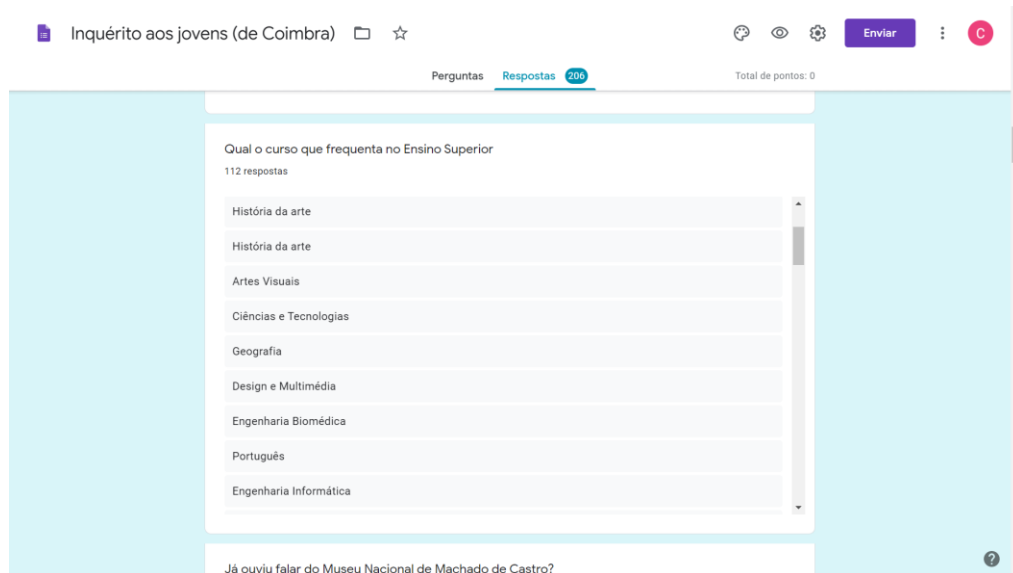 Inquérito aos jovens (de Coimbra)
Enviar
C
Perguntas Respostas 206 Total de pontos: 0
Qual o curso que frequenta no Ensino Superior
112 respostas
História da arte
História da arte
Artes Visuais
Ciências e Tecnologias
Geografia
Design e Multimédia
Engenharia Biomédica
Português
Engenharia Informática
Já ouviu falar do Museu Nacional de Machado de Castro?